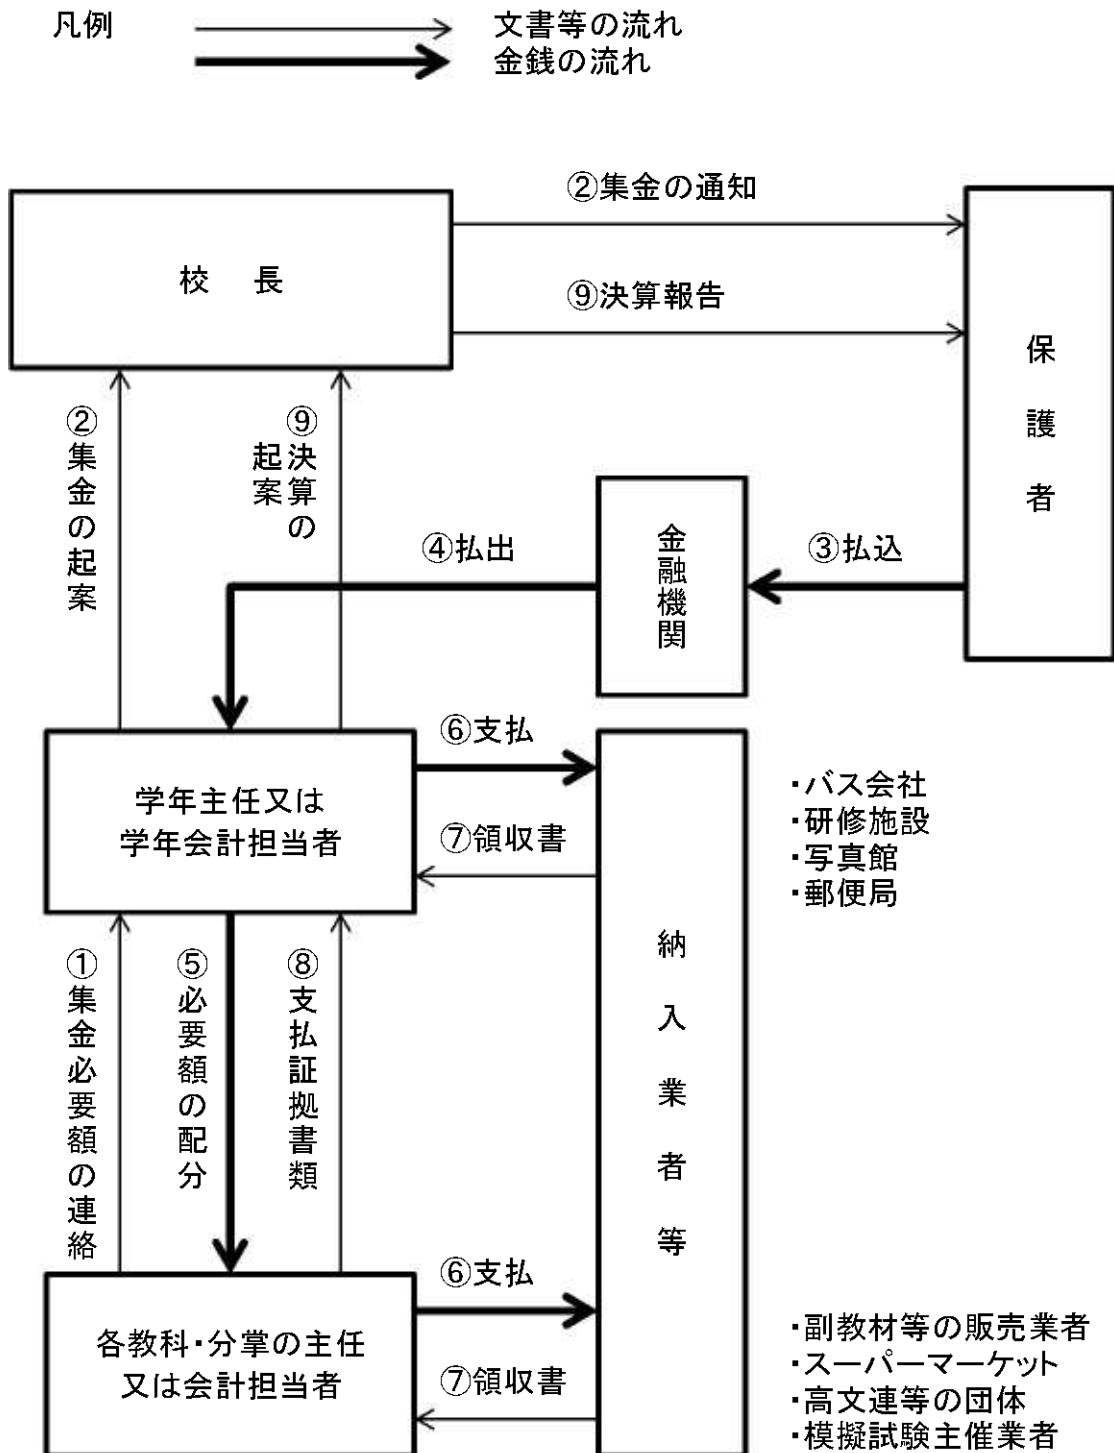 凡例
文書等の流れ
金銭の流れ
②集金の通知
校 長
⑨決算報告
保護者
②集金の起案
⑨決算の
起案
④払出
金融機関
③払込
⑥支払
学年主任又は
学年会計担当者
⑦領収書
・バス会社
・研修施設
・写真館
・郵便局
①集金必要額の連絡
⑤必要額の配分
⑧支払証拠書類
納入業者等
⑥支払
各教科・分掌の主任
又は会計担当者
⑦領収書
・副教材等の販売業者
・スーパーマーケット
・高文連等の団体
・模擬試験主催業者